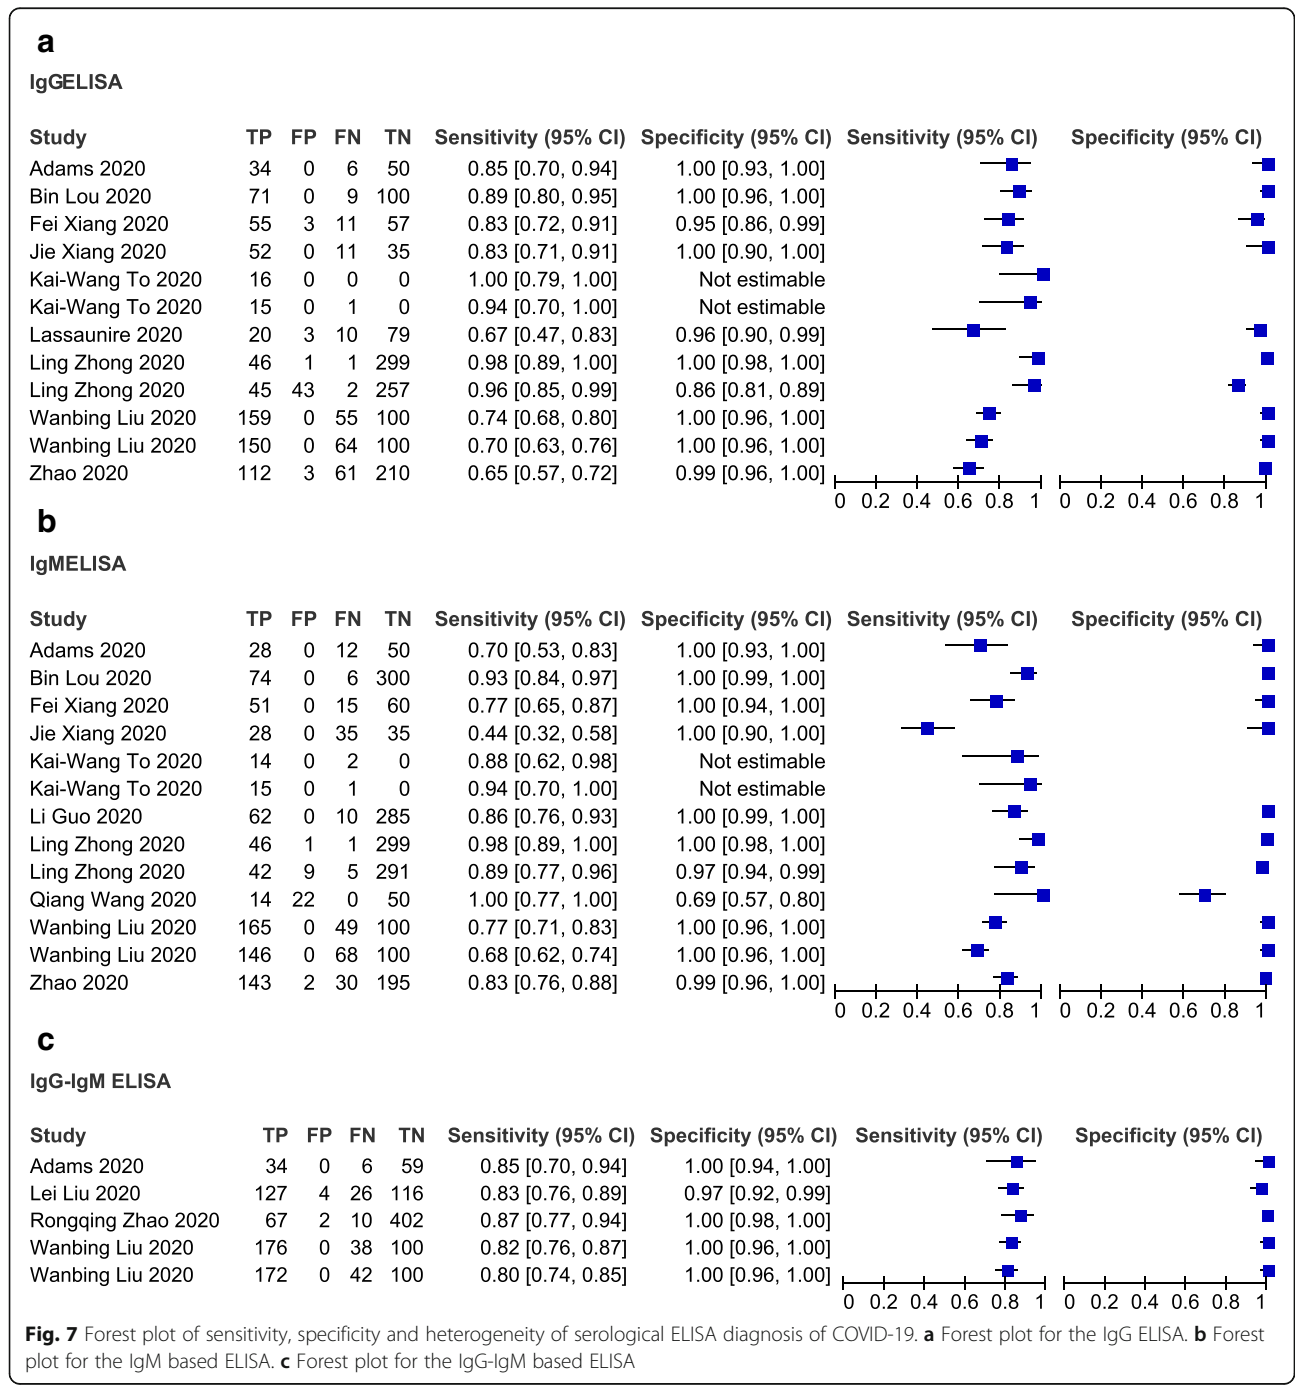 a
IgGELISA
Study TP FP FN TN Sensitivity (95% CI) Specificity (95% CI) Sensitivity (95% CI) Specificity (95% CI)
Adams 2020 34 0 6 50 0.85 [0.70, 0.94] 1.00 [0.93, 1.00]
Bin Lou 2020 71 0 9 100 0.89 [0.80, 0.95] 1.00 [0.96, 1.00]
Fei Xiang 2020 55 3 11 57 0.83 [0.72, 0.91] 0.95 [0.86, 0.99]
Jie Xiang 2020 52 0 11 35 0.83 [0.71, 0.91] 1.00 [0.90, 1.00]
Kai-Wang To 2020 16 0 0 0 1.00 [0.79, 1.00] Not estimable
Kai-Wang To 2020 15 0 1 0 0.94 [0.70, 1.00] Not estimable
Lassaunire 2020 20 3 10 79 0.67 [0.47, 0.83] 0.96 [0.90, 0.99]
Ling Zhong 2020 46 1 1 299 0.98 [0.89, 1.00] 1.00 [0.98, 1.00]
Ling Zhong 2020 45 43 2 257 0.96 [0.85, 0.99] 0.86 [0.81, 0.89]
Wanbing Liu 2020 159 0 55 100 0.74 [0.68, 0.80] 1.00 [0.96, 1.00]
Wanbing Liu 2020 150 0 64 100 0.70 [0.63, 0.76] 1.00 [0.96, 1.00]
Zhao 2020 112 3 61 210 0.65 [0.57, 0.72] 0.99 [0.96, 1.00]
0 0.2 0.4 0.6 0.8 1 0 0.2 0.4 0.6 0.8 1
b
IgMELISA
Study TP FP FN TN Sensitivity (95% CI) Specificity (95% CI) Sensitivity (95% CI) Specificity (95% CI)
Adams 2020 28 0 12 50 0.70 [0.53, 0.83] 1.00 [0.93, 1.00]
Bin Lou 2020 74 0 6 300 0.93 [0.84, 0.97] 1.00 [0.99, 1.00]
Fei Xiang 2020 51 0 15 60 0.77 [0.65, 0.87] 1.00 [0.94, 1.00]
Jie Xiang 2020 28 0 35 35 0.44 [0.32, 0.58] 1.00 [0.90, 1.00]
Kai-Wang To 2020 14 0 2 0 0.88 [0.62, 0.98] Not estimable
Kai-Wang To 2020 15 0 1 0 0.94 [0.70, 1.00] Not estimable
Li Guo 2020 62 0 10 285 0.86 [0.76, 0.93] 1.00 [0.99, 1.00]
Ling Zhong 2020 46 1 1 299 0.98 [0.89, 1.00] 1.00 [0.98, 1.00]
Ling Zhong 2020 42 9 5 291 0.89 [0.77, 0.96] 0.97 [0.94, 0.99]
Qiang Wang 2020 14 22 0 50 1.00 [0.77, 1.00] 0.69 [0.57, 0.80]
Wanbing Liu 2020 165 0 49 100 0.77 [0.71, 0.83] 1.00 [0.96, 1.00]
Wanbing Liu 2020 146 0 68 100 0.68 [0.62, 0.74] 1.00 [0.96, 1.00]
Zhao 2020 143 2 30 195 0.83 [0.76, 0.88] 0.99 [0.96, 1.00]
0 0.2 0.4 0.6 0.8 1 0 0.2 0.4 0.6 0.8 1
c
IgG-IgM ELISA
Study TP FP FN TN Sensitivity (95% CI) Specificity (95% CI) Sensitivity (95% CI) Specificity (95% CI)
Adams 2020 34 0 6 59 0.85 [0.70, 0.94] 1.00 [0.94, 1.00]
Lei Liu 2020 127 4 26 116 0.83 [0.76, 0.89] 0.97 [0.92, 0.99]
Rongqing Zhao 2020 67 2 10 402 0.87 [0.77, 0.94] 1.00 [0.98, 1.00]
Wanbing Liu 2020 176 0 38 100 0.82 [0.76, 0.87] 1.00 [0.96, 1.00]
Wanbing Liu 2020 172 0 42 100 0.80 [0.74, 0.85] 1.00 [0.96, 1.00]
0 0.2 0.4 0.6 0.8 1 0 0.2 0.4 0.6 0.8 1
Fig. 7 Forest plot of sensitivity, specificity and heterogeneity of serological ELISA diagnosis of COVID-19. a Forest plot for the IgG ELISA. b Forest
plot for the IgM based ELISA. c Forest plot for the IgG-IgM based ELISA